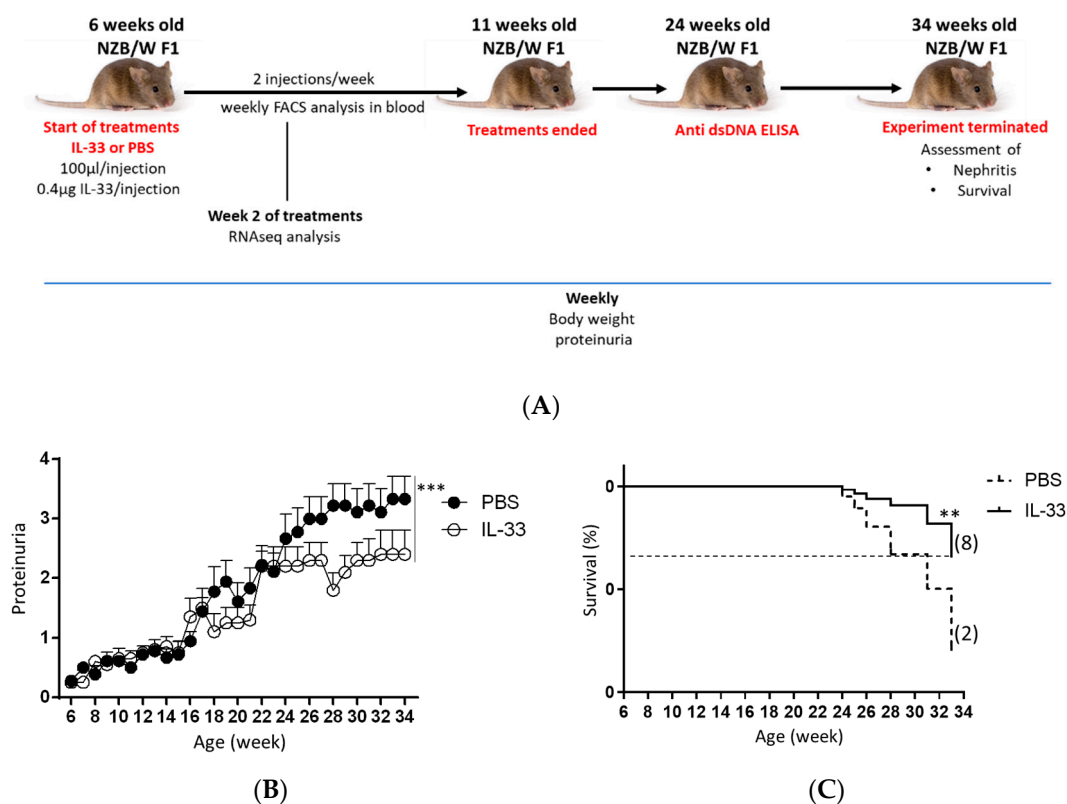 6 weeks old
NZB/W F1
11 weeks old
NZB/W F1
24 weeks old
NZB/W F1
34 weeks old
NZB/W F1
2 injections/week
weekly FACS analysis in blood
Start of treatments
IL-33 or PBS
100µl/injection
0.4µg IL-33/injection
Treatments ended
Anti dsDNA ELISA
Experiment terminated
Assessment of
• Nephritis
• Survival
Week 2 of treatments
RNAseq analysis
Weekly
Body weight
proteinuria
(A)
Proteinuria
4
3
2
1
0
6 8 10 12 14 16 18 20 22 24 26 28 30 32 34
Age (week)
***
PBS
IL-33
(B)
Survival (%)
0
0
0
6 8 10 12 14 16 18 20 22 24 26 28 30 32 34
Age (week)
PBS
IL-33
**
(8)
(2)
(C)